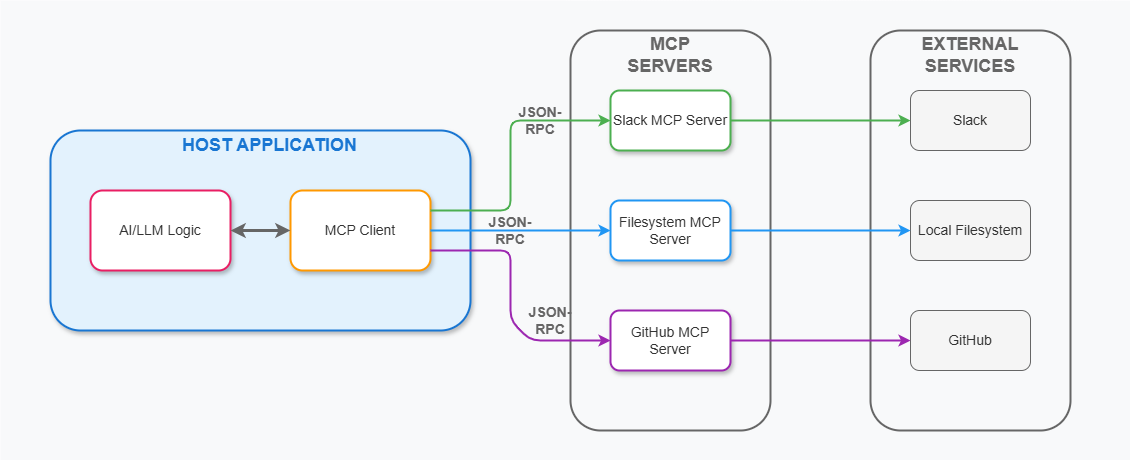 MCP
SERVERS
EXTERNAL
SERVICES
HOST APPLICATION
AI/LLM Logic
MCP Client
JSON-
RPC
Slack MCP Server
Slack
JSON-
RPC
Filesystem MCP
Server
Local Filesystem
JSON-
RPC
GitHub MCP
Server
GitHub